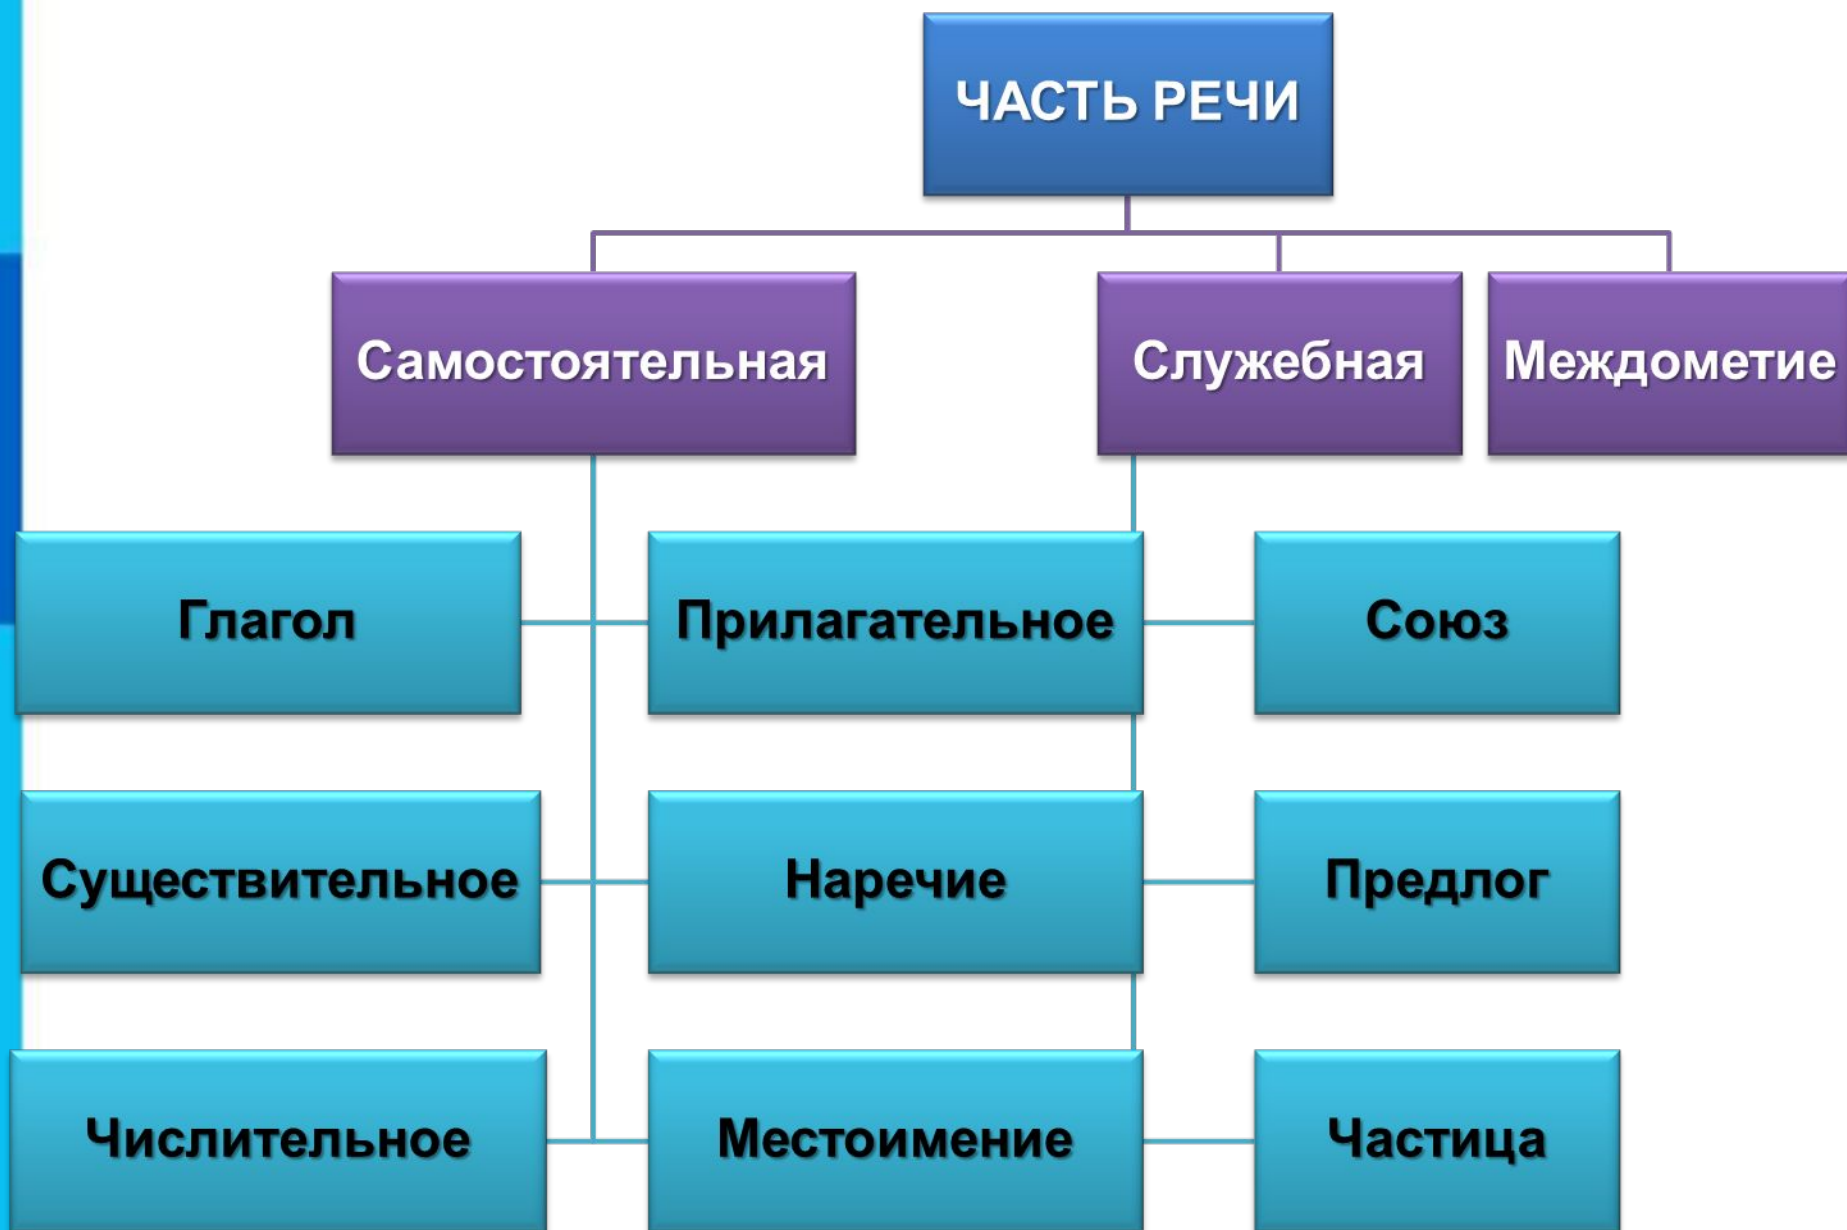 ЧАСТЬ РЕЧИ
Самостоятельная
Служебная
Междометие
Глагол
Прилагательное
Союз
Существительное
Наречие
Предлог
Числительное
Местоимение
Частица